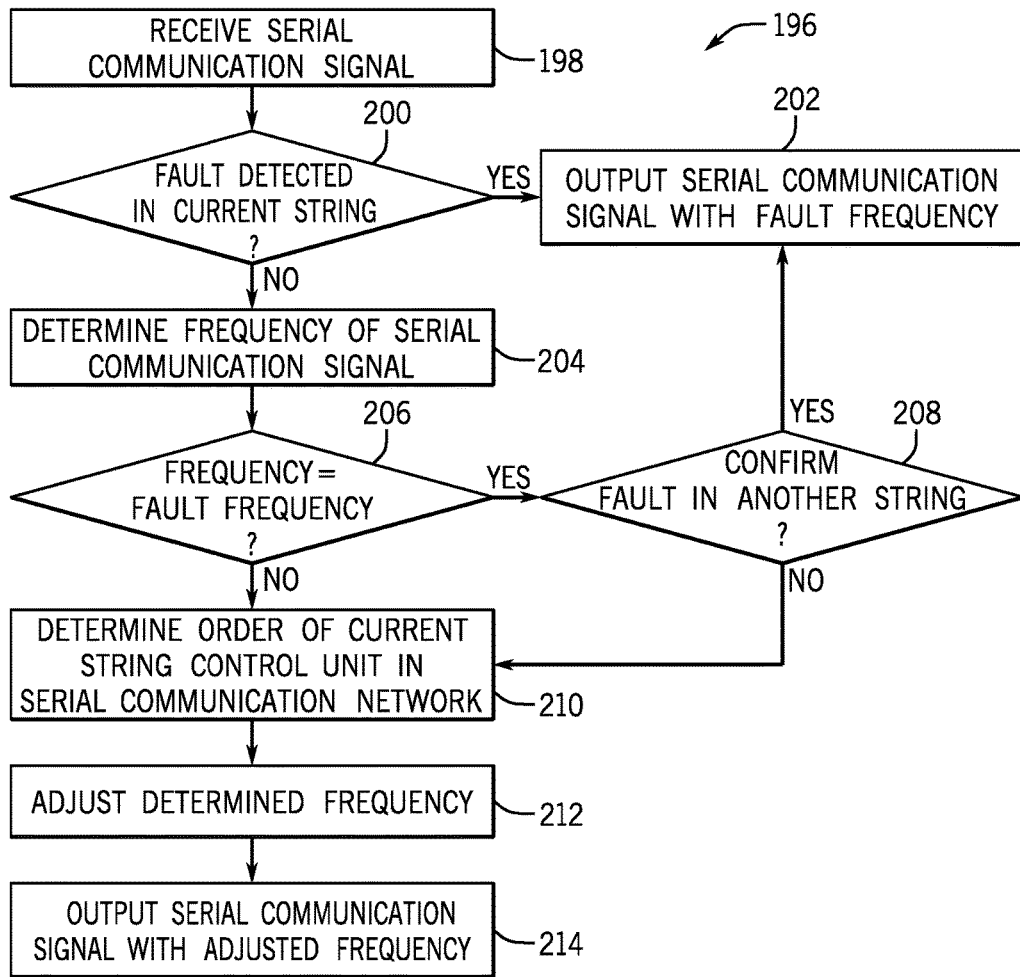 RECEIVE SERIAL
COMMUNICATION SIGNAL
198
196
200
FAULT DETECTED
IN CURRENT STRING
?
YES
NO
202
OUTPUT SERIAL COMMUNICATION
SIGNAL WITH FAULT FREQUENCY
DETERMINE FREQUENCY OF SERIAL
COMMUNICATION SIGNAL
204
206
FREQUENCY=
FAULT FREQUENCY
?
YES
NO
YES
208
CONFIRM
FAULT IN ANOTHER STRING
?
NO
DETERMINE ORDER OF CURRENT
STRING CONTROL UNIT IN
SERIAL COMMUNICATION NETWORK
210
ADJUST DETERMINED FREQUENCY
212
OUTPUT SERIAL COMMUNICATION
SIGNAL WITH ADJUSTED FREQUENCY
214